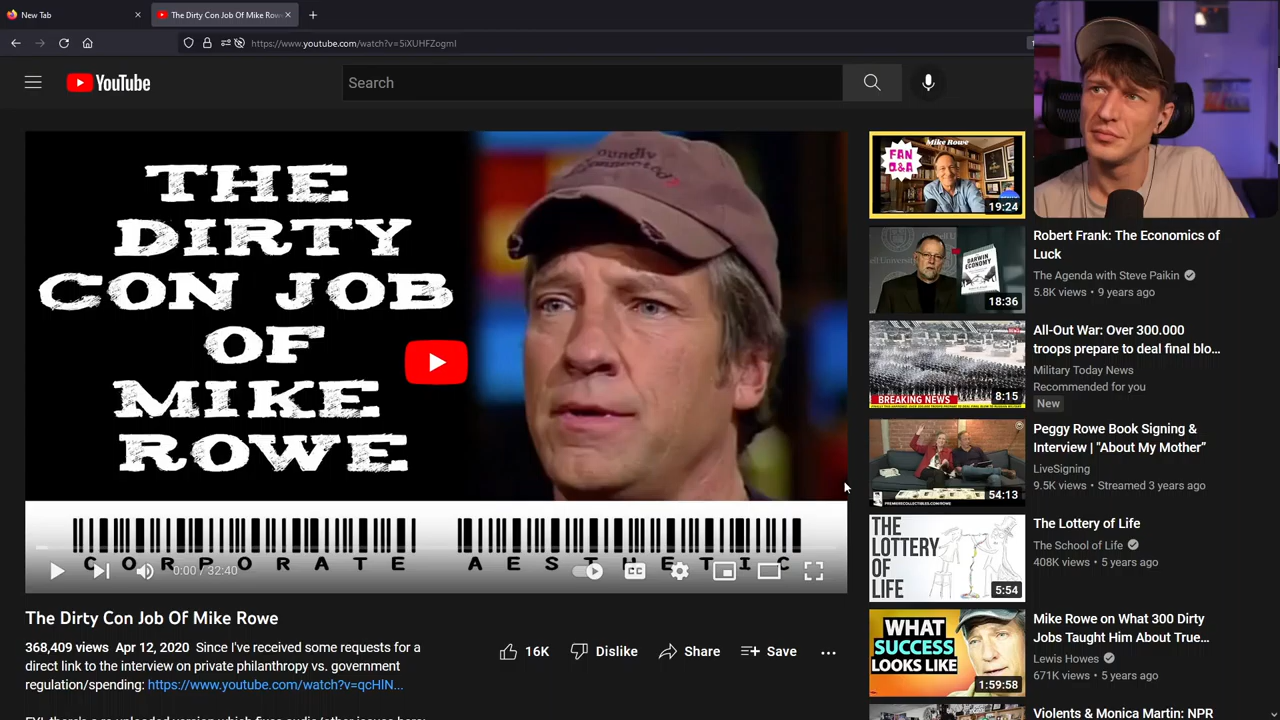 New Tab
The Dirty Con Job Of Mike Row
https://www.youtube.com/watch?v=5iXUHFZogmI
YouTube
Search
THE
DIRTY
CON JOB
OF
MIKE
ROWE
oundly
Connected
CORPORATE AESTHETIC
0:00 / 32:40
CC
The Dirty Con Job Of Mike Rowe
368,409 views Apr 12, 2020 Since I've received some requests for a
direct link to the interview on private philanthropy vs. government
regulation/spending: https://www.youtube.com/watch?v=qcHlN...
16K
Dislike
Share
Save
Mike Rowe
FAN
Q&A
19:24
DARWIN
ECONOMY
18:36
Robert Frank: The Economics of
Luck
The Agenda with Steve Paikin
5.8K views • 9 years ago
BREAKING NEWS
8:15
All-Out War: Over 300.000
troops prepare to deal final blo...
Military Today News
Recommended for you
New
54:13
Peggy Rowe Book Signing &
Interview | "About My Mother"
LiveSigning
9.5K views • Streamed 3 years ago
THE
LOTTERY
OF
LIFE
5:54
The Lottery of Life
The School of Life
408K views • 5 years ago
WHAT
SUCCESS
LOOKS LIKE
1:59:58
Mike Rowe on What 300 Dirty
Jobs Taught Him About True...
Lewis Howes
671K views • 5 years ago
Violents & Monica Martin: NPR